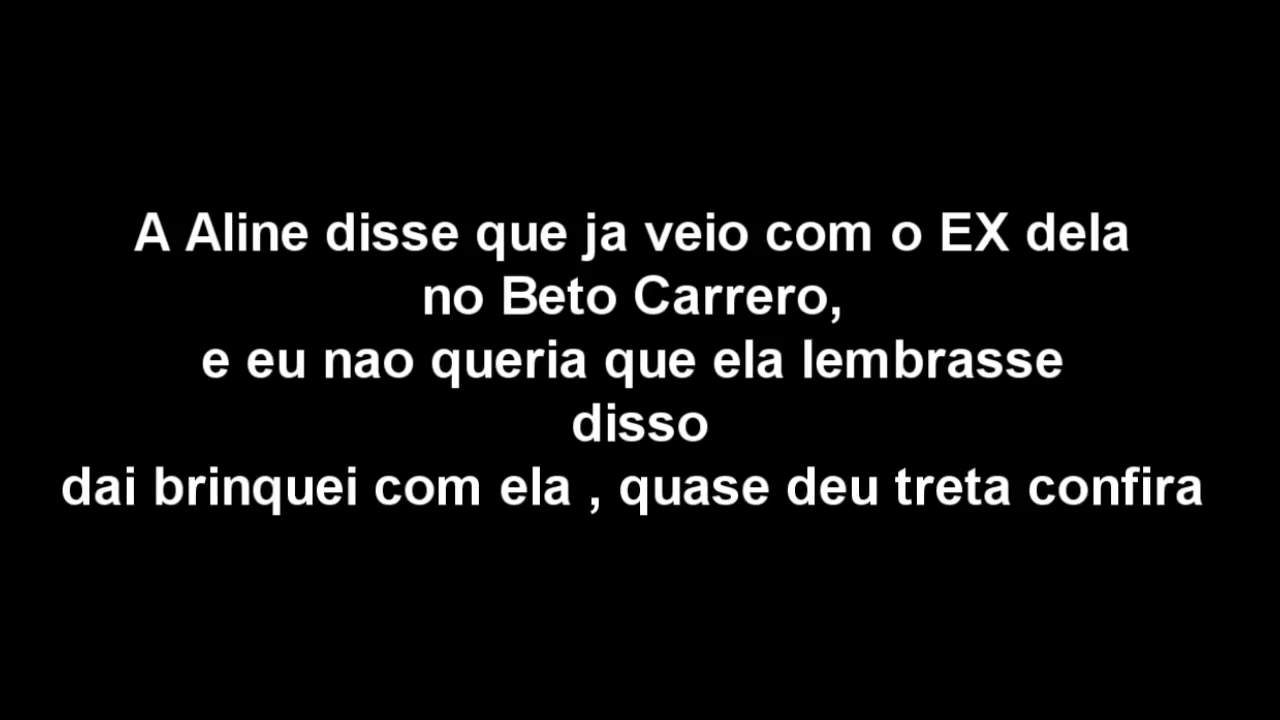 A Aline disse que ja veio com o EX dela
no Beto Carrero,
e eu nao queria que ela lembrasse
disso
dai brinquei com ela , quase deu treta confira